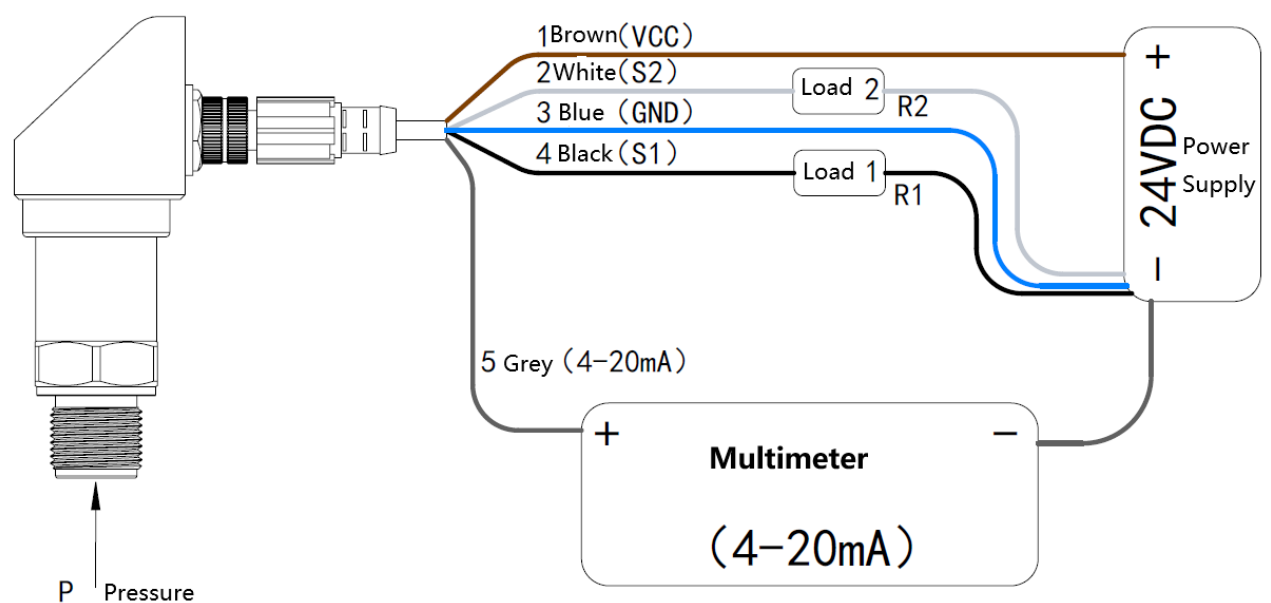 1Brown(VCC)
2White(S2)
Load 2
R2
3 Blue (GND)
4 Black(S1)
Load 1
R1
+
24VDC
Power
Supply
-
5 Grey (4-20mA)
+
-
Multimeter
(4-20mA)
P Pressure